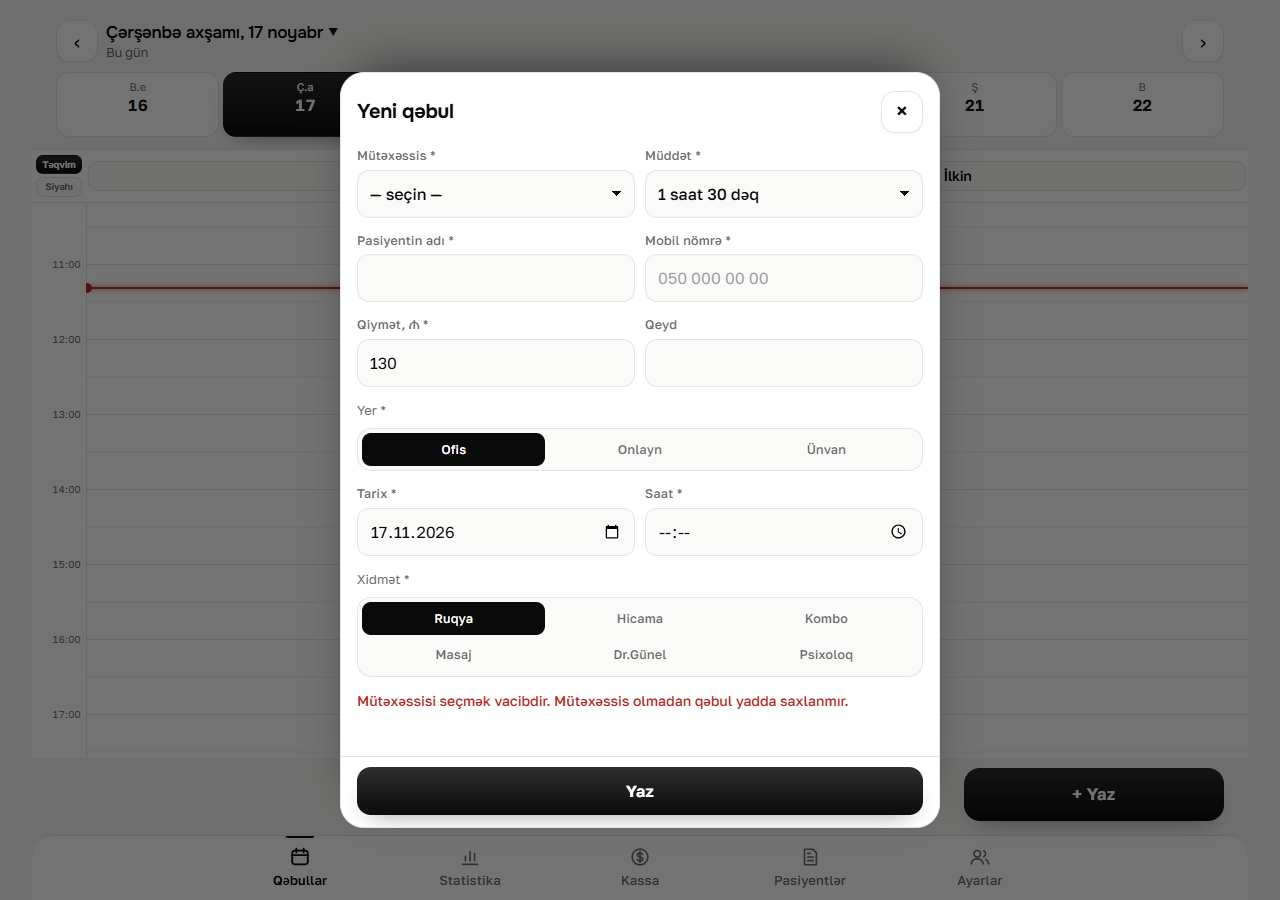 ‹
Çərşənbə axşamı, 17 noyabr ▼
Bu gün
›
B.e
16
Ç.a
17
Ş
21
B
22
Təqvim
Siyahı
İlkin
11:00
12:00
13:00
14:00
15:00
16:00
17:00
Yeni qəbul
×
Mütəxəssis *
Müddət *
— seçin —
1 saat 30 dəq
Pasiyentin adı *
Mobil nömrə *
050 000 00 00
Qiymət, ₼ *
Qeyd
130
Yer *
Ofis
Onlayn
Ünvan
Tarix *
Saat *
17.11.2026
--:--
Xidmət *
Ruqya
Hicama
Kombo
Masaj
Dr.Günel
Psixoloq
Mütəxəssisi seçmək vacibdir. Mütəxəssis olmadan qəbul yadda saxlanmır.
Yaz
+ Yaz
Qəbullar
Statistika
Kassa
Pasiyentlər
Ayarlar